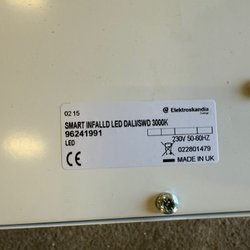 02 15
Elektroskandia
Sverige
SMART INFALLD LED DALI/SWD 3000K
96241991
230V 50-60HZ
LED
022801479
CE
MADE IN UK